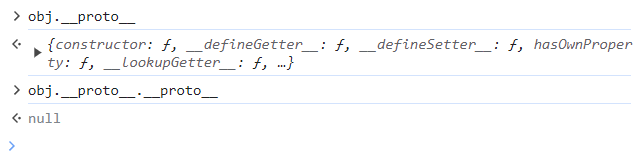 obj.__proto__
{constructor: ƒ, __defineGetter__: ƒ, __defineSetter__: ƒ, hasOwnProper
ty: ƒ, __lookupGetter__: ƒ, …}
obj.__proto__.__proto__
null